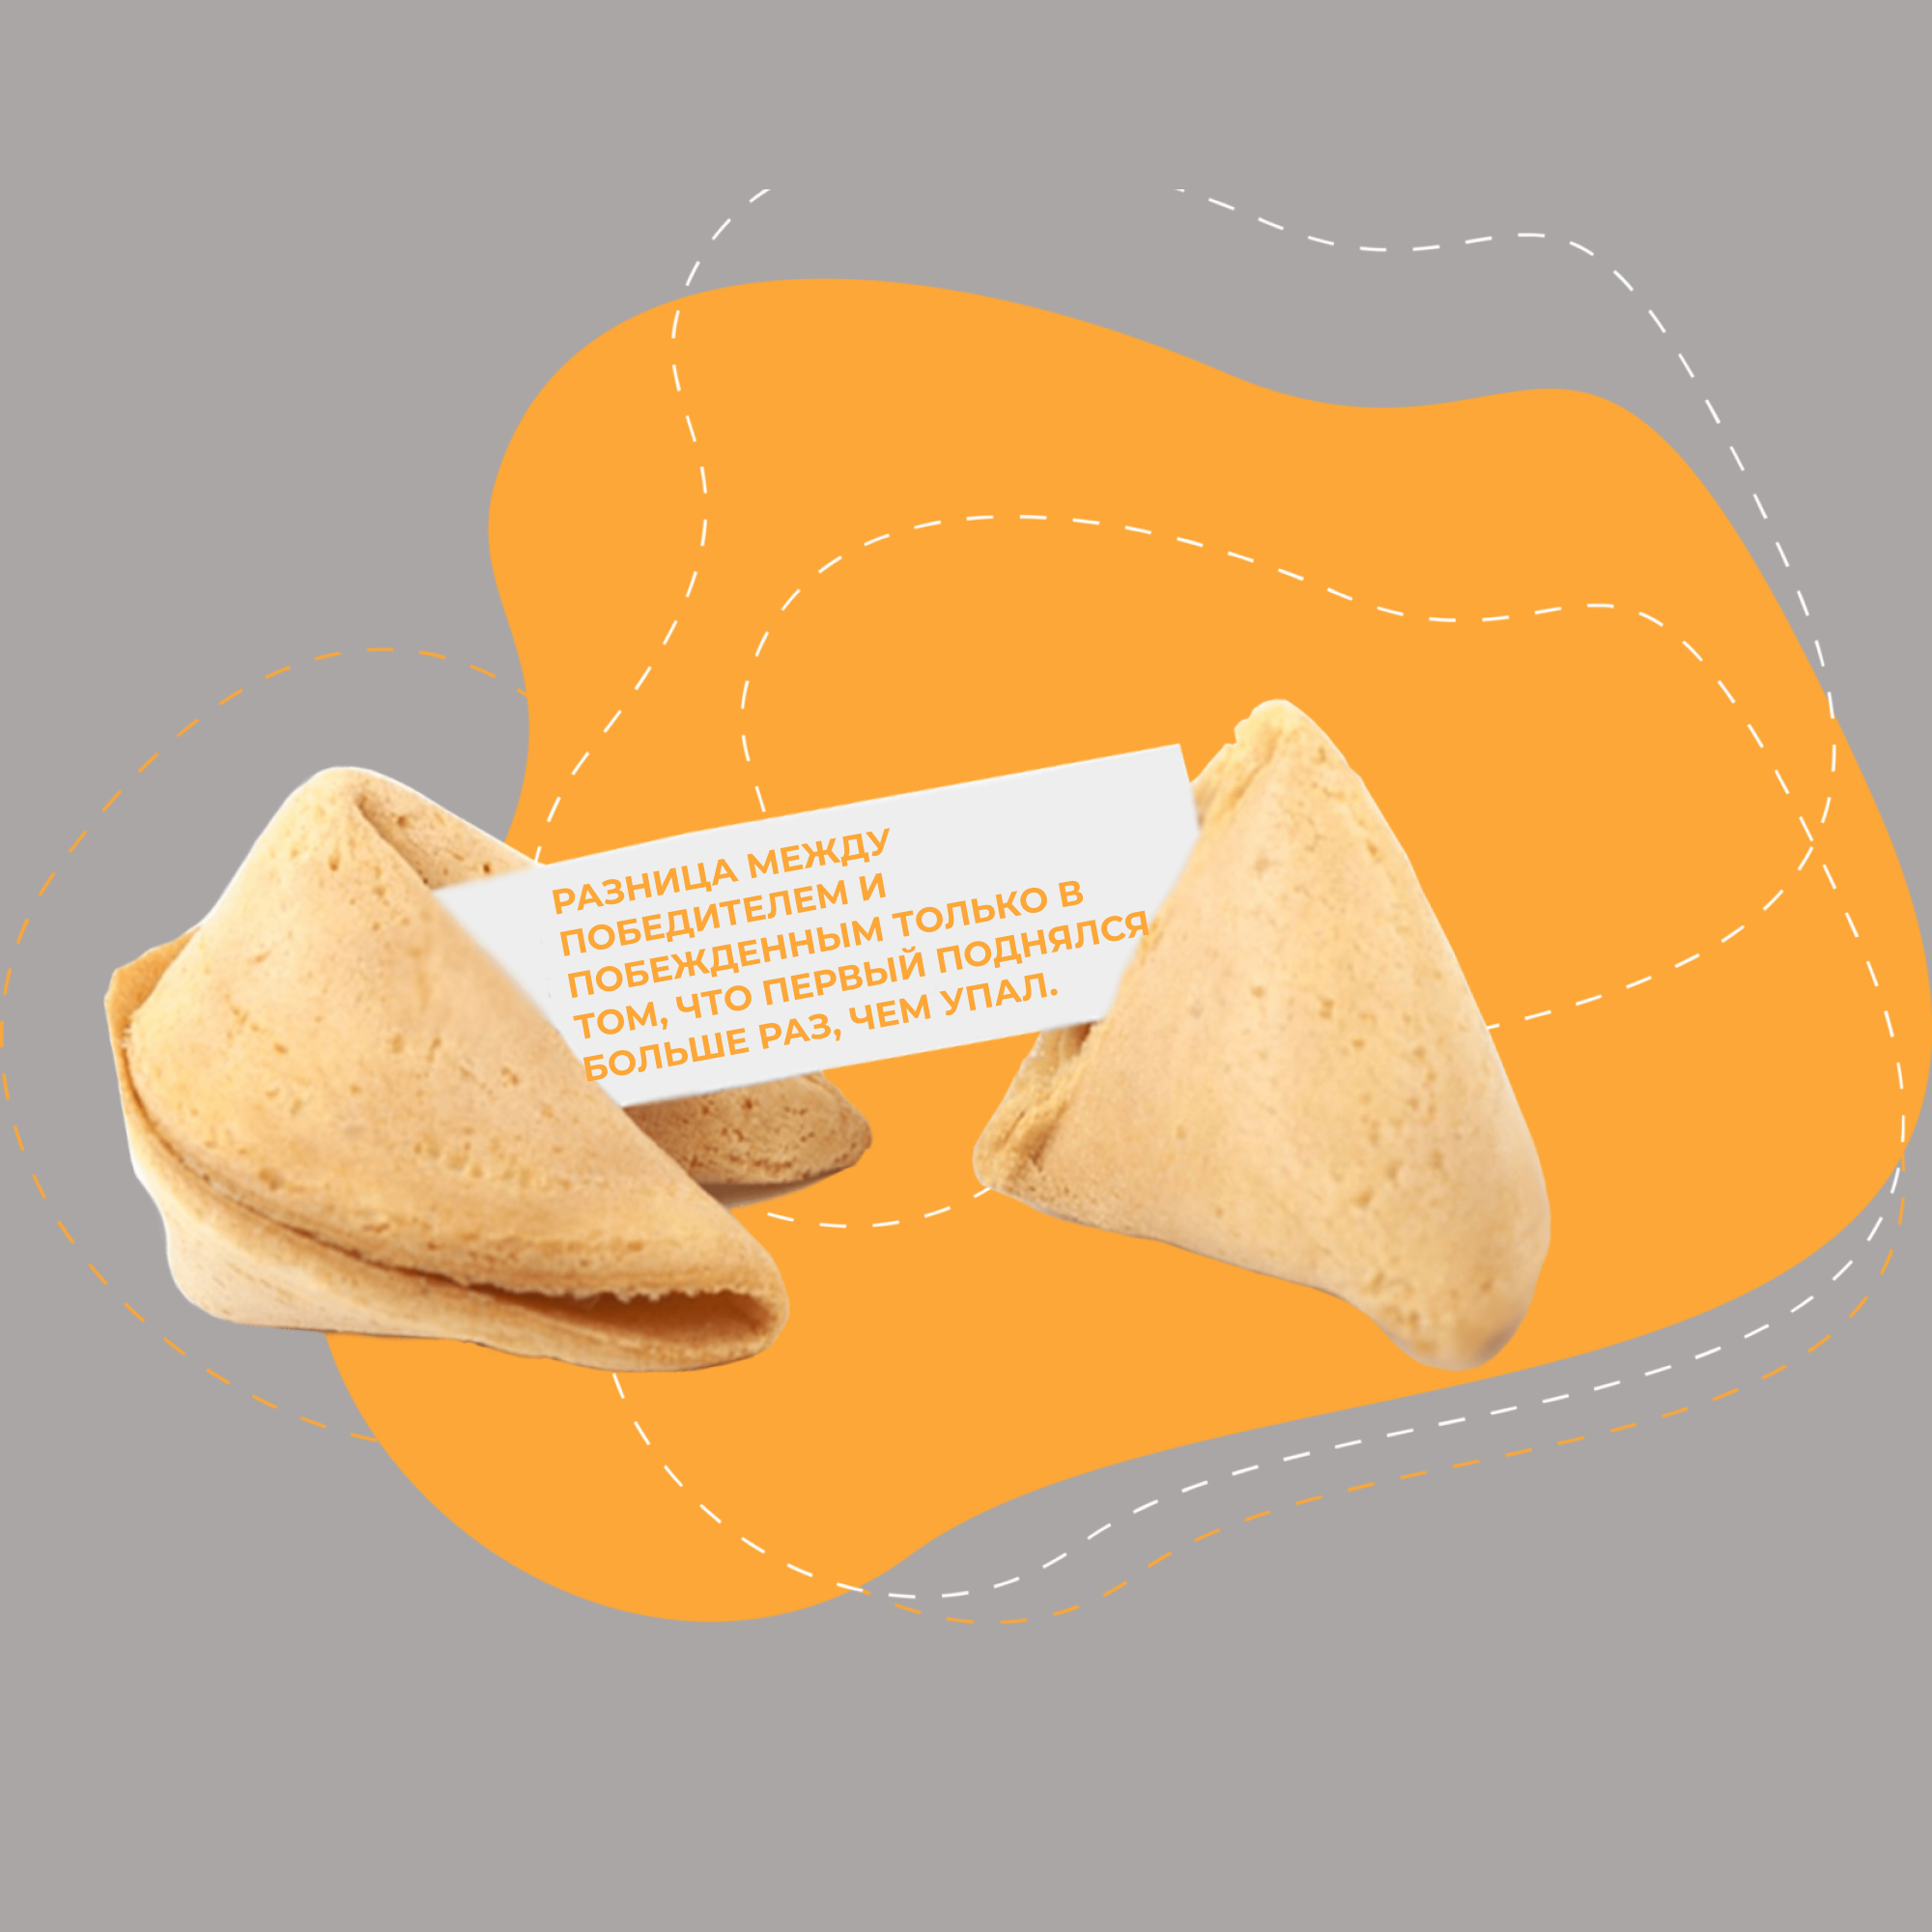 РАЗНИЦА МЕЖДУ
ПОБЕДИТЕЛЕМ И
ПОБЕЖДЕННЫМ ТОЛЬКО В
ТОМ, ЧТО ПЕРВЫЙ ПОДНЯЛСЯ
БОЛЬШЕ РАЗ, ЧЕМ УПАЛ.